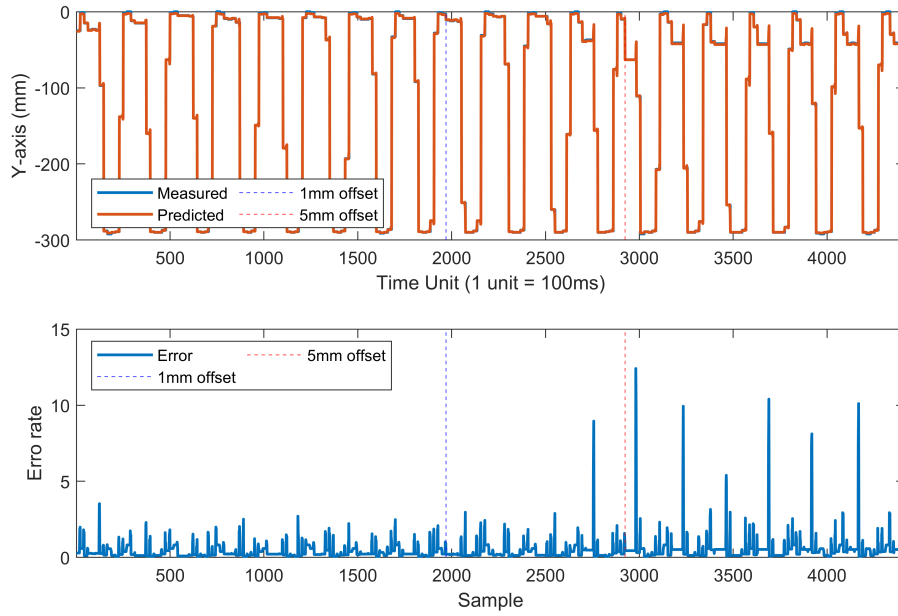 0
-100
-200
-300
Y-axis (mm)
Measured
1mm offset
Predicted
5mm offset
500
1000
1500
2000
2500
3000
3500
4000
Time Unit (1 unit = 100ms)
15
10
5
0
Erro rate
Error
5mm offset
1mm offset
500
1000
1500
2000
2500
3000
3500
4000
Sample